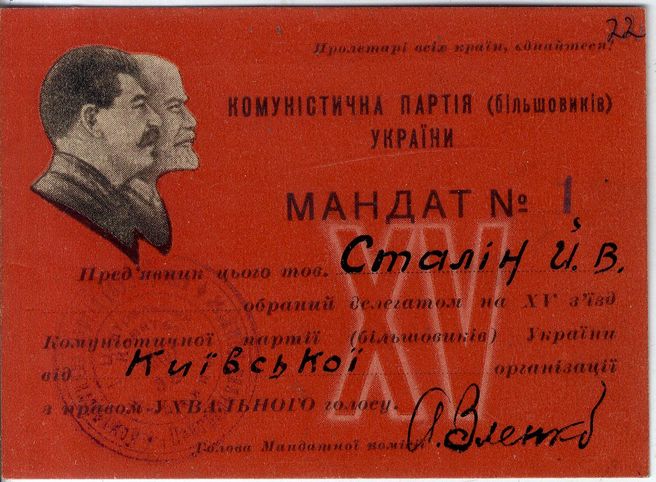 22
Пролетарі всіх країн, єднайтеся!
КОМУНІСТИЧНА ПАРТІЯ (більшовиків)
УКРАЇНИ
МАНДАТ № 1
XV
Пред'явник цього тов. Сталін Й. В.
обраний делегатом на XV з'їзд
Комуністичної партії (більшовиків) України
від Київської організації
з правом УХВАЛЬНОГО голосу.
Голова Мандатної комісії